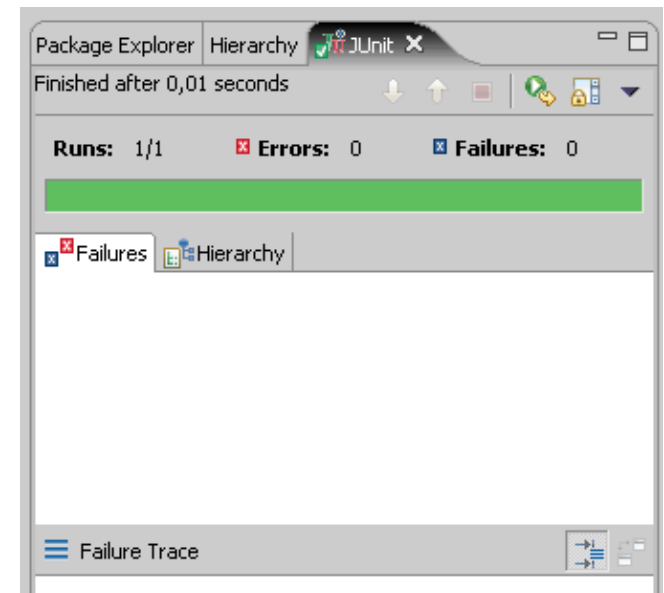 Package Explorer Hierarchy JUnit
Finished after 0,01 seconds
Runs: 1/1 Errors: 0 Failures: 0
Failures Hierarchy
Failure Trace